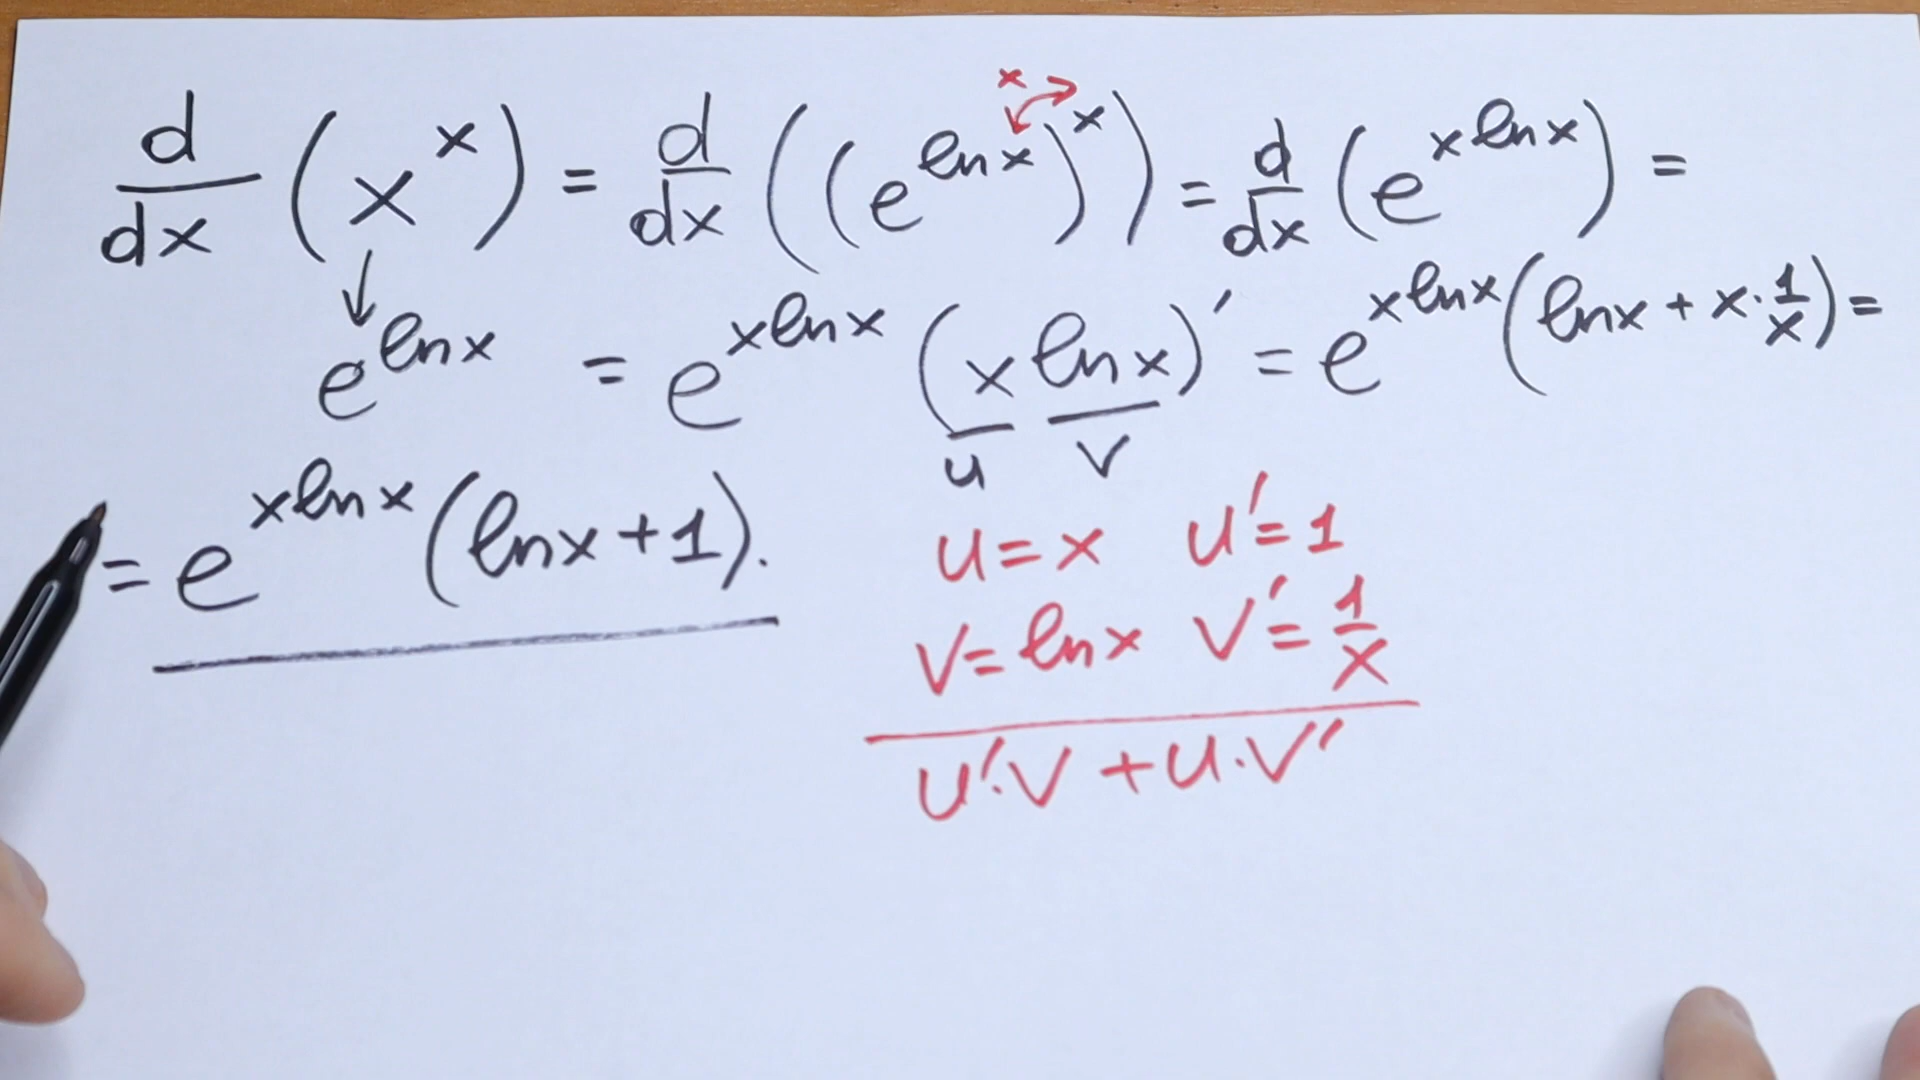 d/dx (x^x) = d/dx ((e^{ln x})^x) = d/dx (e^{x ln x}) =
x
e^{ln x} = e^{x ln x} (x ln x)' = e^{x ln x} (ln x + x · 1/x) =
u v
= e^{x ln x} (ln x + 1).
u = x u' = 1
v = ln x v' = 1/x
u' · v + u · v'